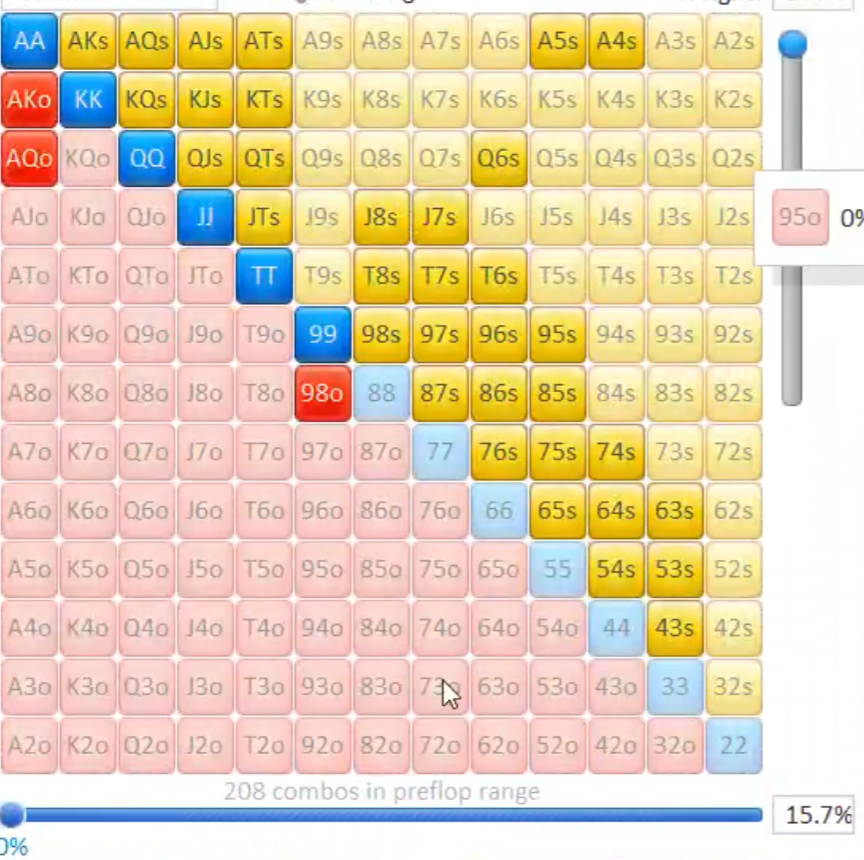 AA AKs AQs AJs ATs A9s A8s A7s A6s A5s A4s A3s A2s
AKo KK KQs KJs KTs K9s K8s K7s K6s K5s K4s K3s K2s
AQo KQo QQ QJs QTs Q9s Q8s Q7s Q6s Q5s Q4s Q3s Q2s
AJo KJo QJo JJ JTs J9s J8s J7s J6s J5s J4s J3s J2s 95o 0%
ATo KTo QTo JTo TT T9s T8s T7s T6s T5s T4s T3s T2s
A9o K9o Q9o J9o T9o 99 98s 97s 96s 95s 94s 93s 92s
A8o K8o Q8o J8o T8o 98o 88 87s 86s 85s 84s 83s 82s
A7o K7o Q7o J7o T7o 97o 87o 77 76s 75s 74s 73s 72s
A6o K6o Q6o J6o T6o 96o 86o 76o 66 65s 64s 63s 62s
A5o K5o Q5o J5o T5o 95o 85o 75o 65o 55 54s 53s 52s
A4o K4o Q4o J4o T4o 94o 84o 74o 64o 54o 44 43s 42s
A3o K3o Q3o J3o T3o 93o 83o 73o 63o 53o 43o 33 32s
A2o K2o Q2o J2o T2o 92o 82o 72o 62o 52o 42o 32o 22
208 combos in preflop range
15.7%
0%